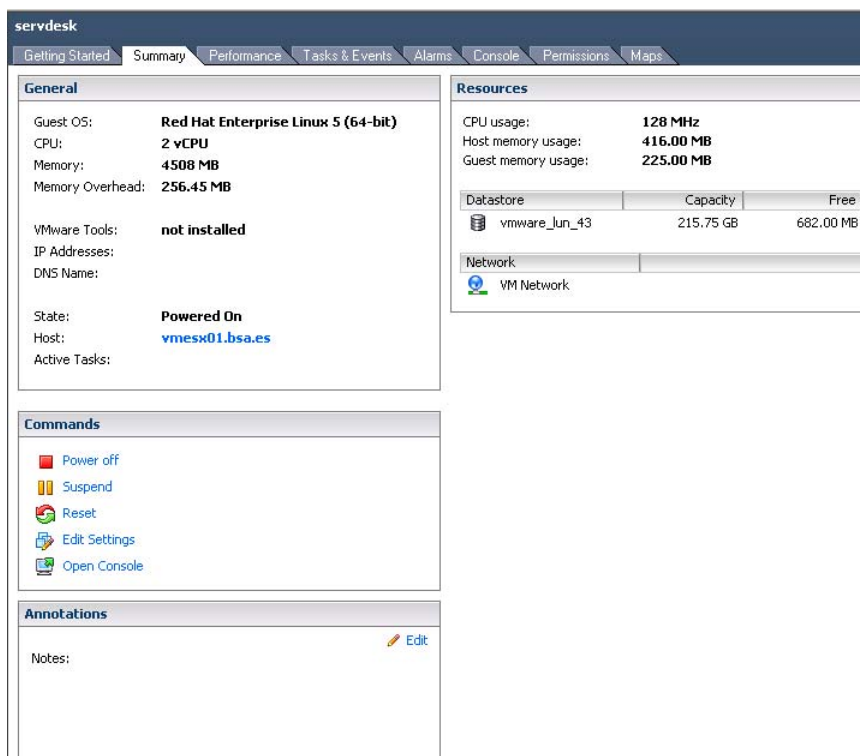 servdesk
Getting Started Summary Performance Tasks & Events Alarms Console Permissions Maps
General
Guest OS: Red Hat Enterprise Linux 5 (64-bit)
CPU: 2 vCPU
Memory: 4508 MB
Memory Overhead: 256.45 MB
VMware Tools: not installed
IP Addresses:
DNS Name:
State: Powered On
Host: vmesx01.bsa.es
Active Tasks:
Commands
Power off
Suspend
Reset
Edit Settings
Open Console
Annotations
Edit
Notes:
Resources
CPU usage: 128 MHz
Host memory usage: 416.00 MB
Guest memory usage: 225.00 MB
Datastore Capacity Free
vmware_lun_43 215.75 GB 682.00 MB
Network
VM Network